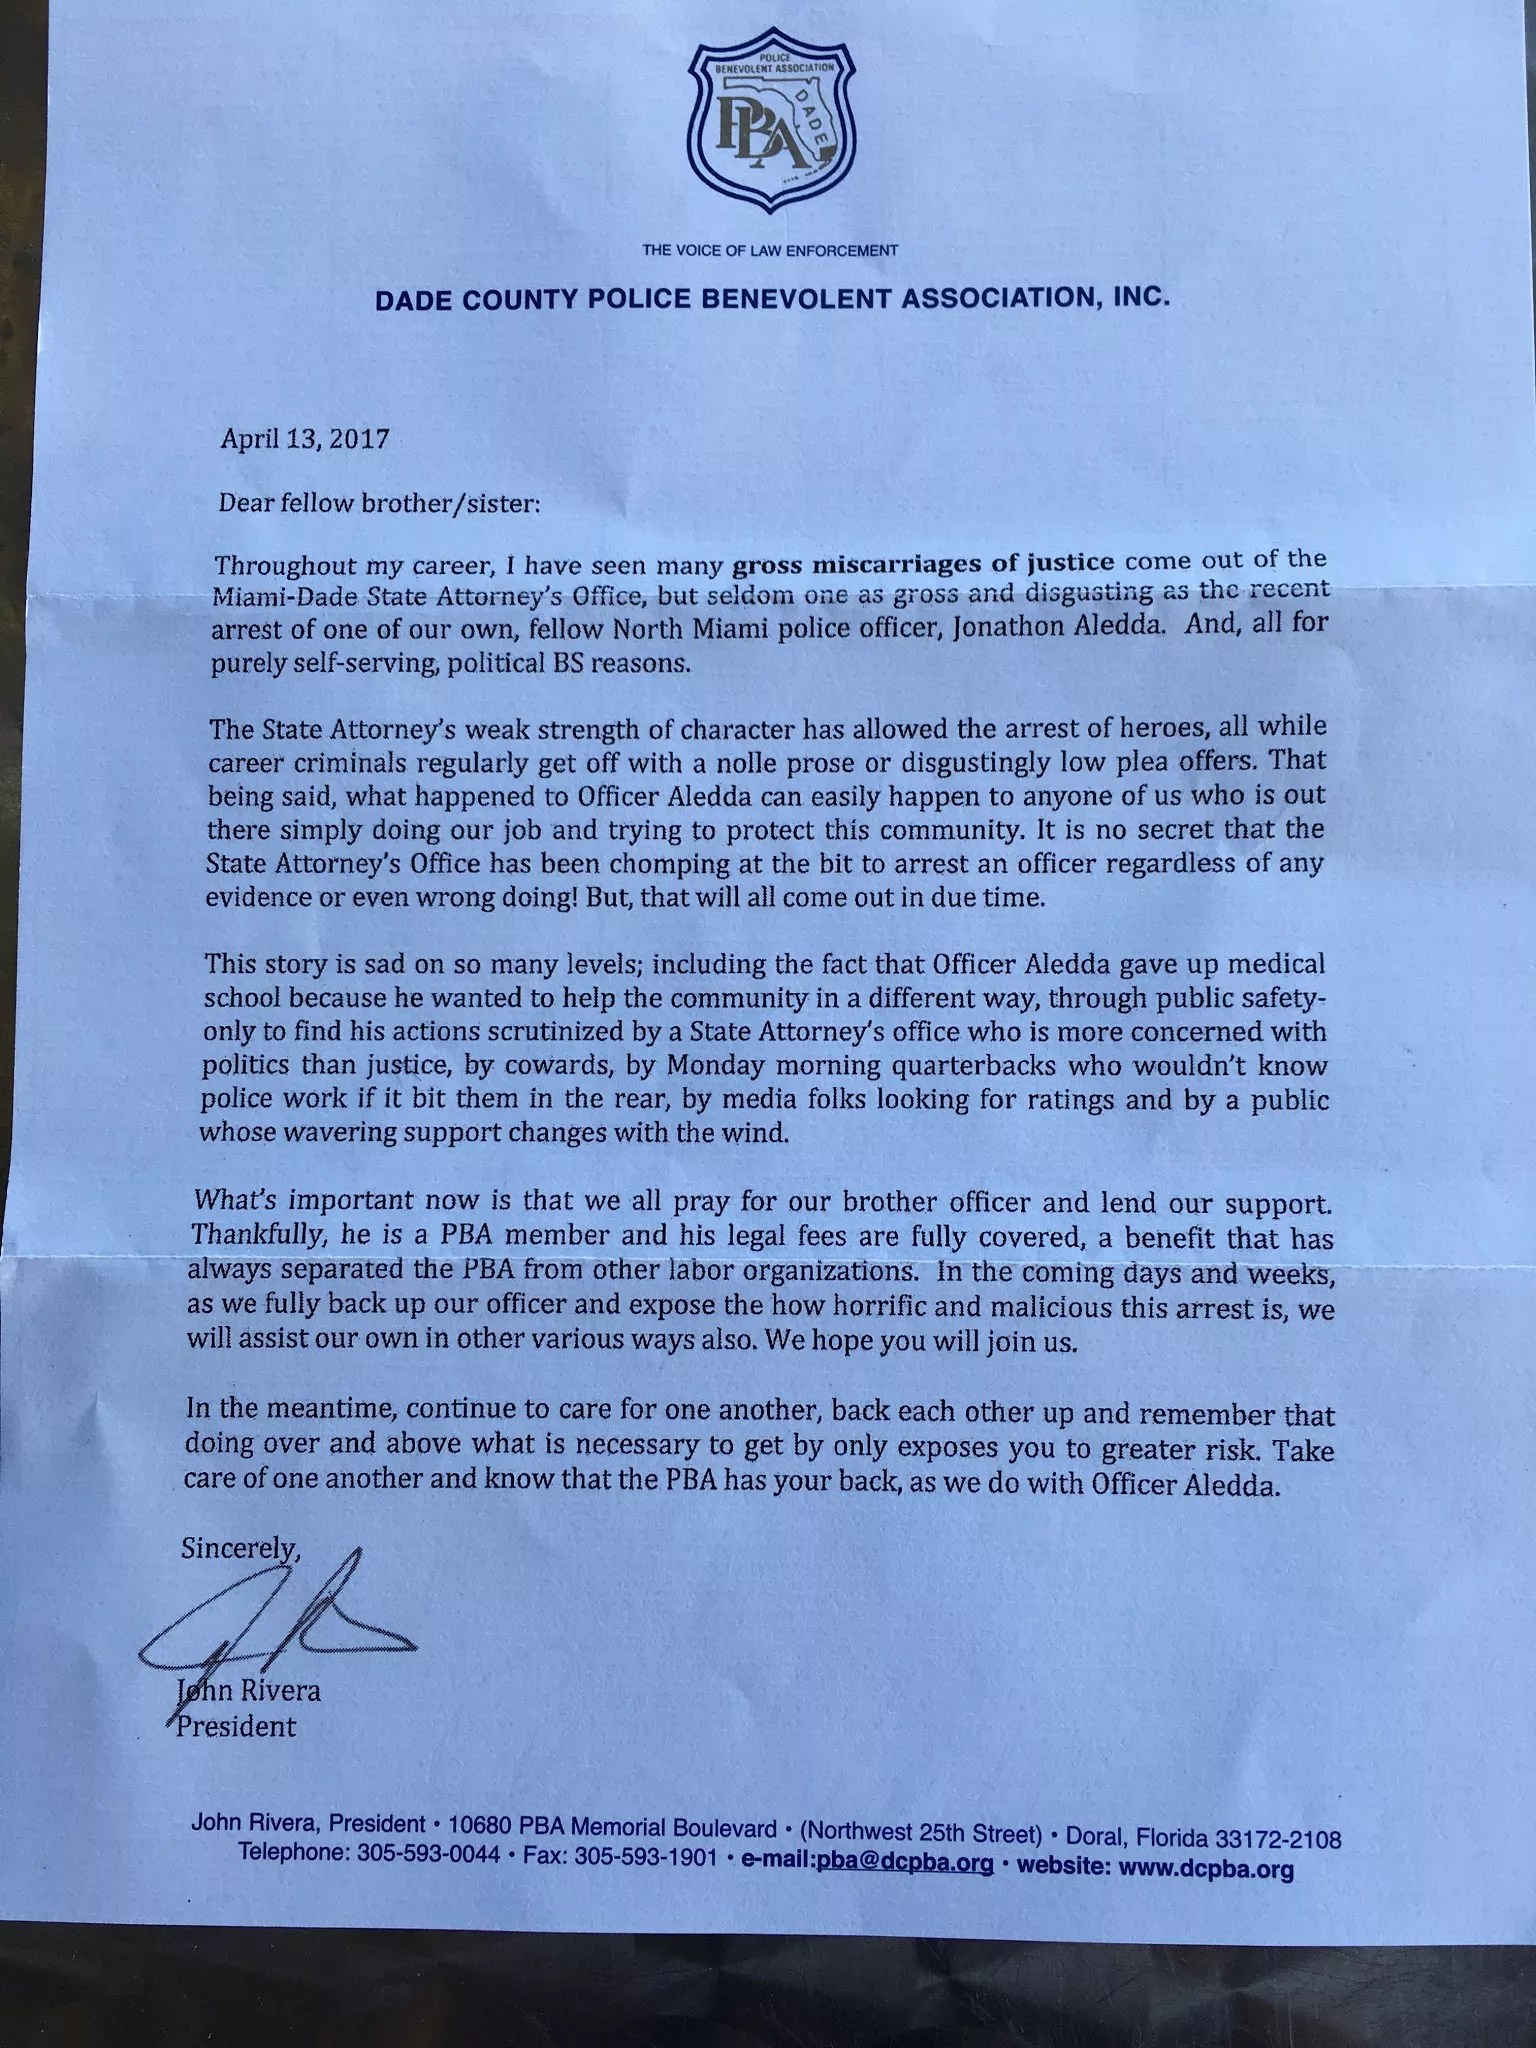 POLICE
BENEVOLENT ASSOCIATION
PBA
DADE
THE VOICE OF LAW ENFORCEMENT
DADE COUNTY POLICE BENEVOLENT ASSOCIATION, INC.
April 13, 2017
Dear fellow brother/sister:
Throughout my career, I have seen many gross miscarriages of justice come out of the
Miami-Dade State Attorney's Office, but seldom one as gross and disgusting as the recent
arrest of one of our own, fellow North Miami police officer, Jonathon Aledda. And, all for
purely self-serving, political BS reasons.
The State Attorney's weak strength of character has allowed the arrest of heroes, all while
career criminals regularly get off with a nolle prose or disgustingly low plea offers. That
being said, what happened to Officer Aledda can easily happen to anyone of us who is out
there simply doing our job and trying to protect this community. It is no secret that the
State Attorney's Office has been chomping at the bit to arrest an officer regardless of any
evidence or even wrong doing! But, that will all come out in due time.
This story is sad on so many levels; including the fact that Officer Aledda gave up medical
school because he wanted to help the community in a different way, through public safety-
only to find his actions scrutinized by a State Attorney's office who is more concerned with
politics than justice, by cowards, by Monday morning quarterbacks who wouldn't know
police work if it bit them in the rear, by media folks looking for ratings and by a public
whose wavering support changes with the wind.
What's important now is that we all pray for our brother officer and lend our support.
Thankfully, he is a PBA member and his legal fees are fully covered, a benefit that has
always separated the PBA from other labor organizations. In the coming days and weeks,
as we fully back up our officer and expose the how horrific and malicious this arrest is, we
will assist our own in other various ways also. We hope you will join us.
In the meantime, continue to care for one another, back each other up and remember that
doing over and above what is necessary to get by only exposes you to greater risk. Take
care of one another and know that the PBA has your back, as we do with Officer Aledda.
Sincerely,
John Rivera
President
John Rivera, President • 10680 PBA Memorial Boulevard • (Northwest 25th Street) • Doral, Florida 33172-2108
Telephone: 305-593-0044 • Fax: 305-593-1901 • e-mail:pba@dcpba.org • website: www.dcpba.org